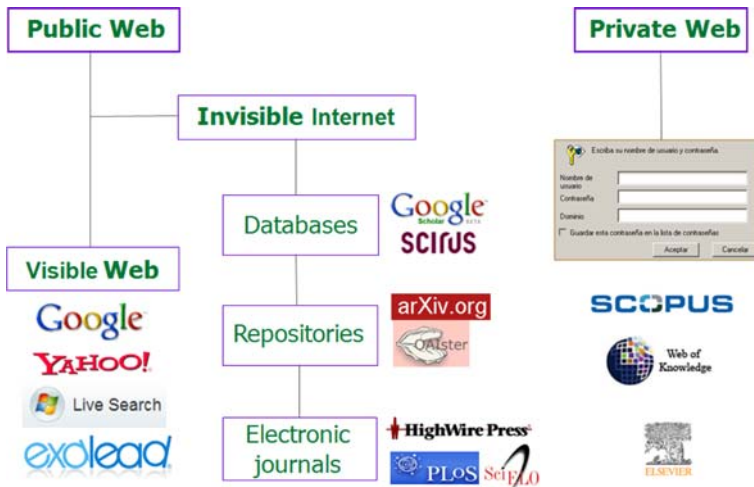 Public Web
Private Web
Invisible Internet
Escriba su nombre de usuario y contraseña.
Nombre de
usuario
Contraseña
Dominio
Guardar esta contraseña en la lista de contraseñas
Aceptar
Cancelar
Databases
Google
Scholar BETA
scirus
Visible Web
Google
YAHOO!
Live Search
exalead
Repositories
arXiv.org
OAIster
SCOPUS
Web of
Knowledge
Electronic
journals
HighWire Press
PLoS
SciELO
ELSEVIER